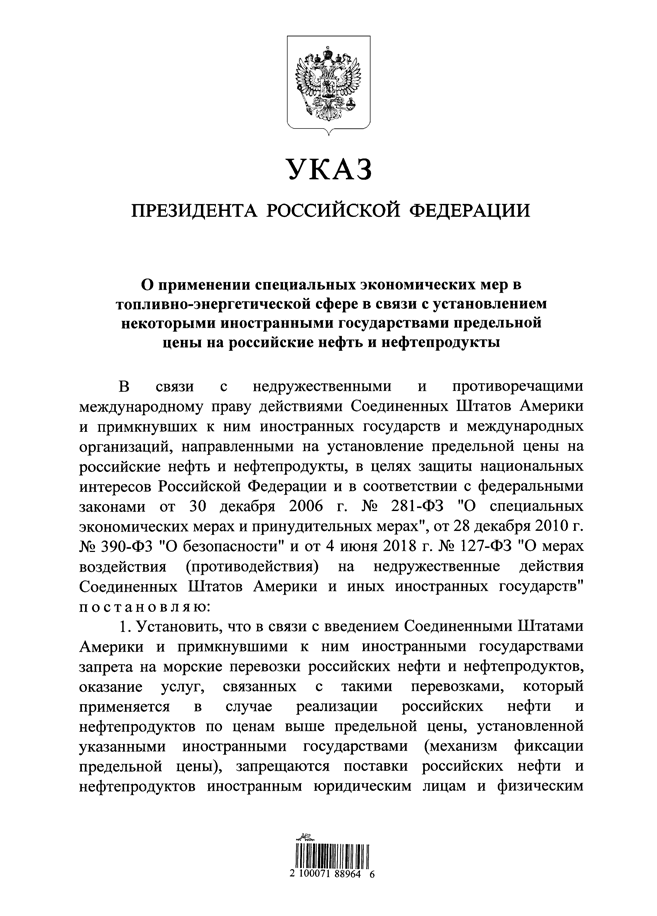 УКАЗ
ПРЕЗИДЕНТА РОССИЙСКОЙ ФЕДЕРАЦИИ
О применении специальных экономических мер в
топливно-энергетической сфере в связи с установлением
некоторыми иностранными государствами предельной
цены на российские нефть и нефтепродукты
В связи с недружественными и противоречащими
международному праву действиями Соединенных Штатов Америки
и примкнувших к ним иностранных государств и международных
организаций, направленными на установление предельной цены на
российские нефть и нефтепродукты, в целях защиты национальных
интересов Российской Федерации и в соответствии с федеральными
законами от 30 декабря 2006 г. № 281-ФЗ "О специальных
экономических мерах и принудительных мерах", от 28 декабря 2010 г.
№ 390-ФЗ "О безопасности" и от 4 июня 2018 г. № 127-ФЗ "О мерах
воздействия (противодействия) на недружественные действия
Соединенных Штатов Америки и иных иностранных государств"
п о с т а н о в л я ю:
1. Установить, что в связи с введением Соединенными Штатами
Америки и примкнувшими к ним иностранными государствами
запрета на морские перевозки российских нефти и нефтепродуктов,
оказание услуг, связанных с такими перевозками, который
применяется в случае реализации российских нефти и
нефтепродуктов по ценам выше предельной цены, установленной
указанными иностранными государствами (механизм фиксации
предельной цены), запрещаются поставки российских нефти и
нефтепродуктов иностранным юридическим лицам и физическим
2 100071 88964 6